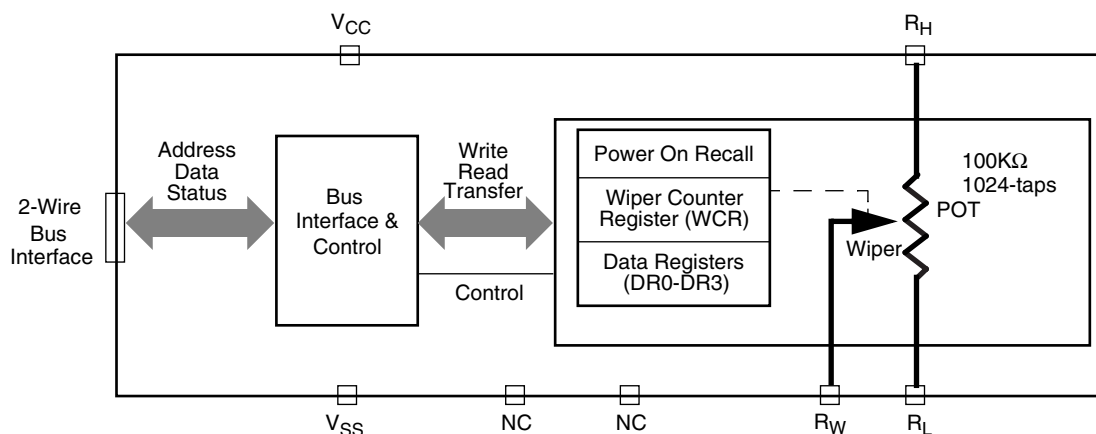 VCC
RH
Address
Data
Status
Write
Read
Transfer
Power On Recall
100KΩ
1024-taps
POT
2-Wire
Bus
Interface
Bus
Interface &
Control
Wiper Counter
Register (WCR)
Wiper
Data Registers
(DR0-DR3)
Control
VSS
NC
NC
RW
RL